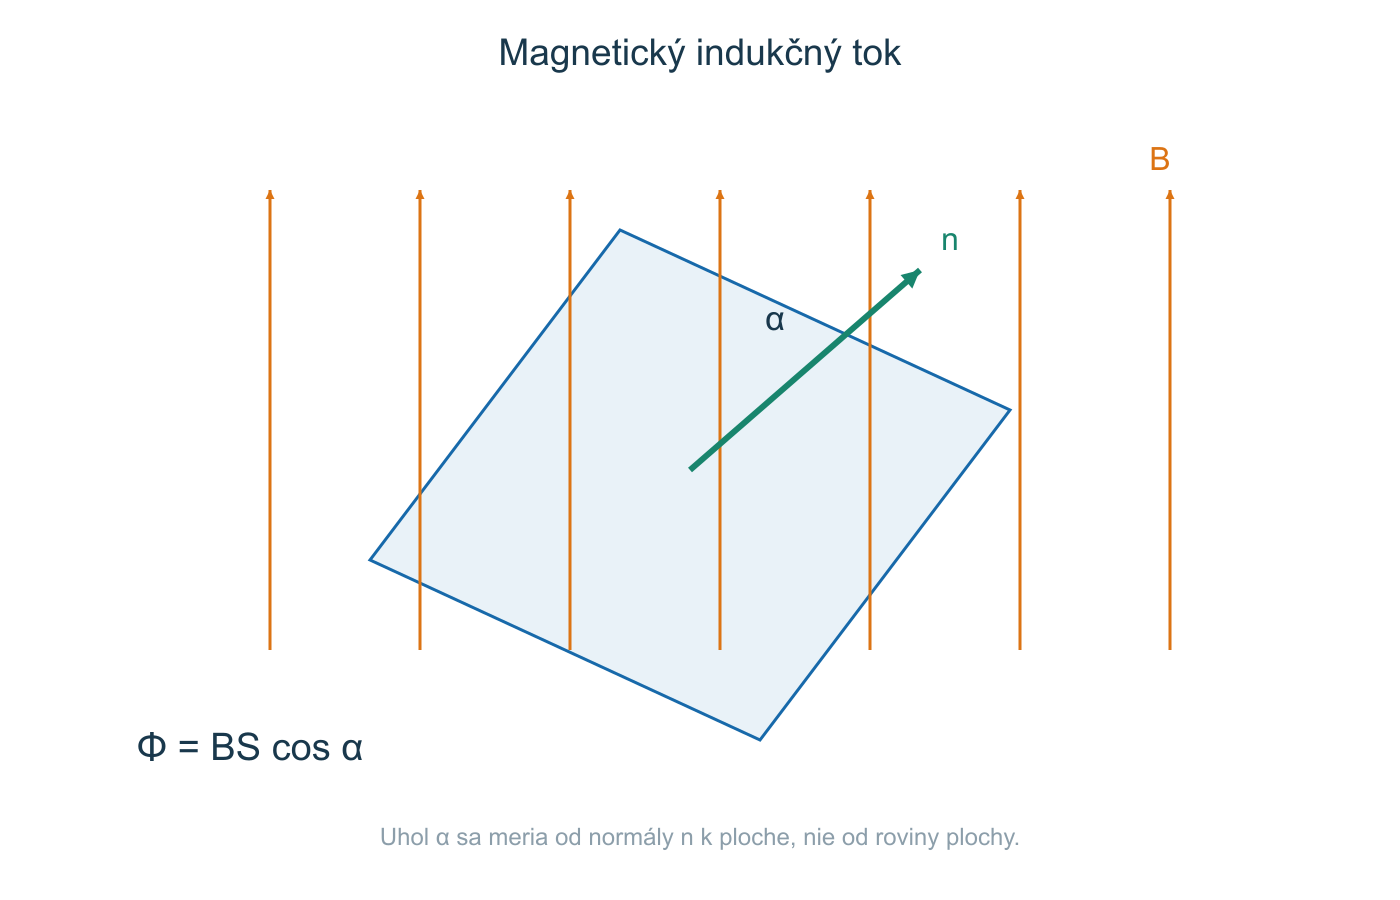 Magnetický indukčný tok
B
n
α
Φ = BS cos α
Uhol α sa meria od normály n k ploche, nie od roviny plochy.